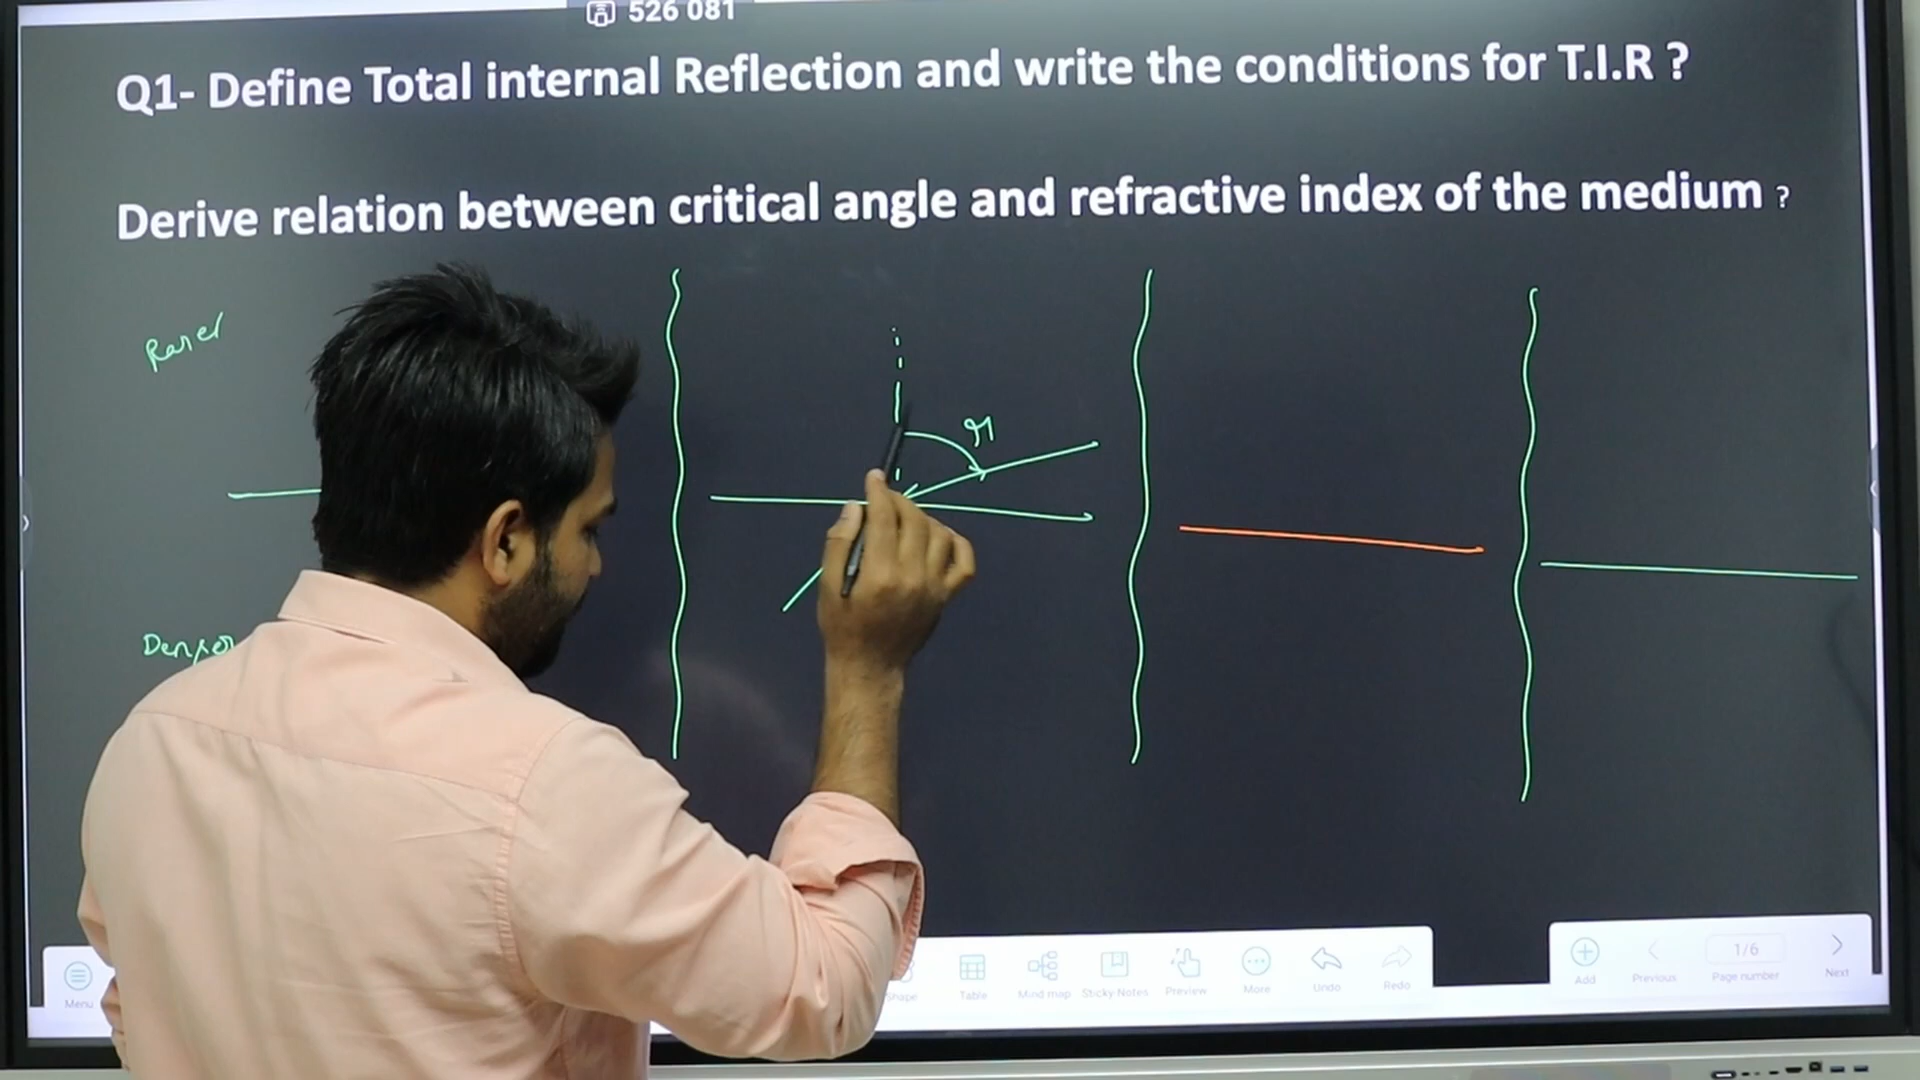 526 081
Q1- Define Total internal Reflection and write the conditions for T.I.R ?
Derive relation between critical angle and refractive index of the medium ?
Rarer
r
Denser
Menu
Shape
Table
Mind map
Sticky Notes
Preview
More
Undo
Redo
Add
Previous
1/6
Page number
Next